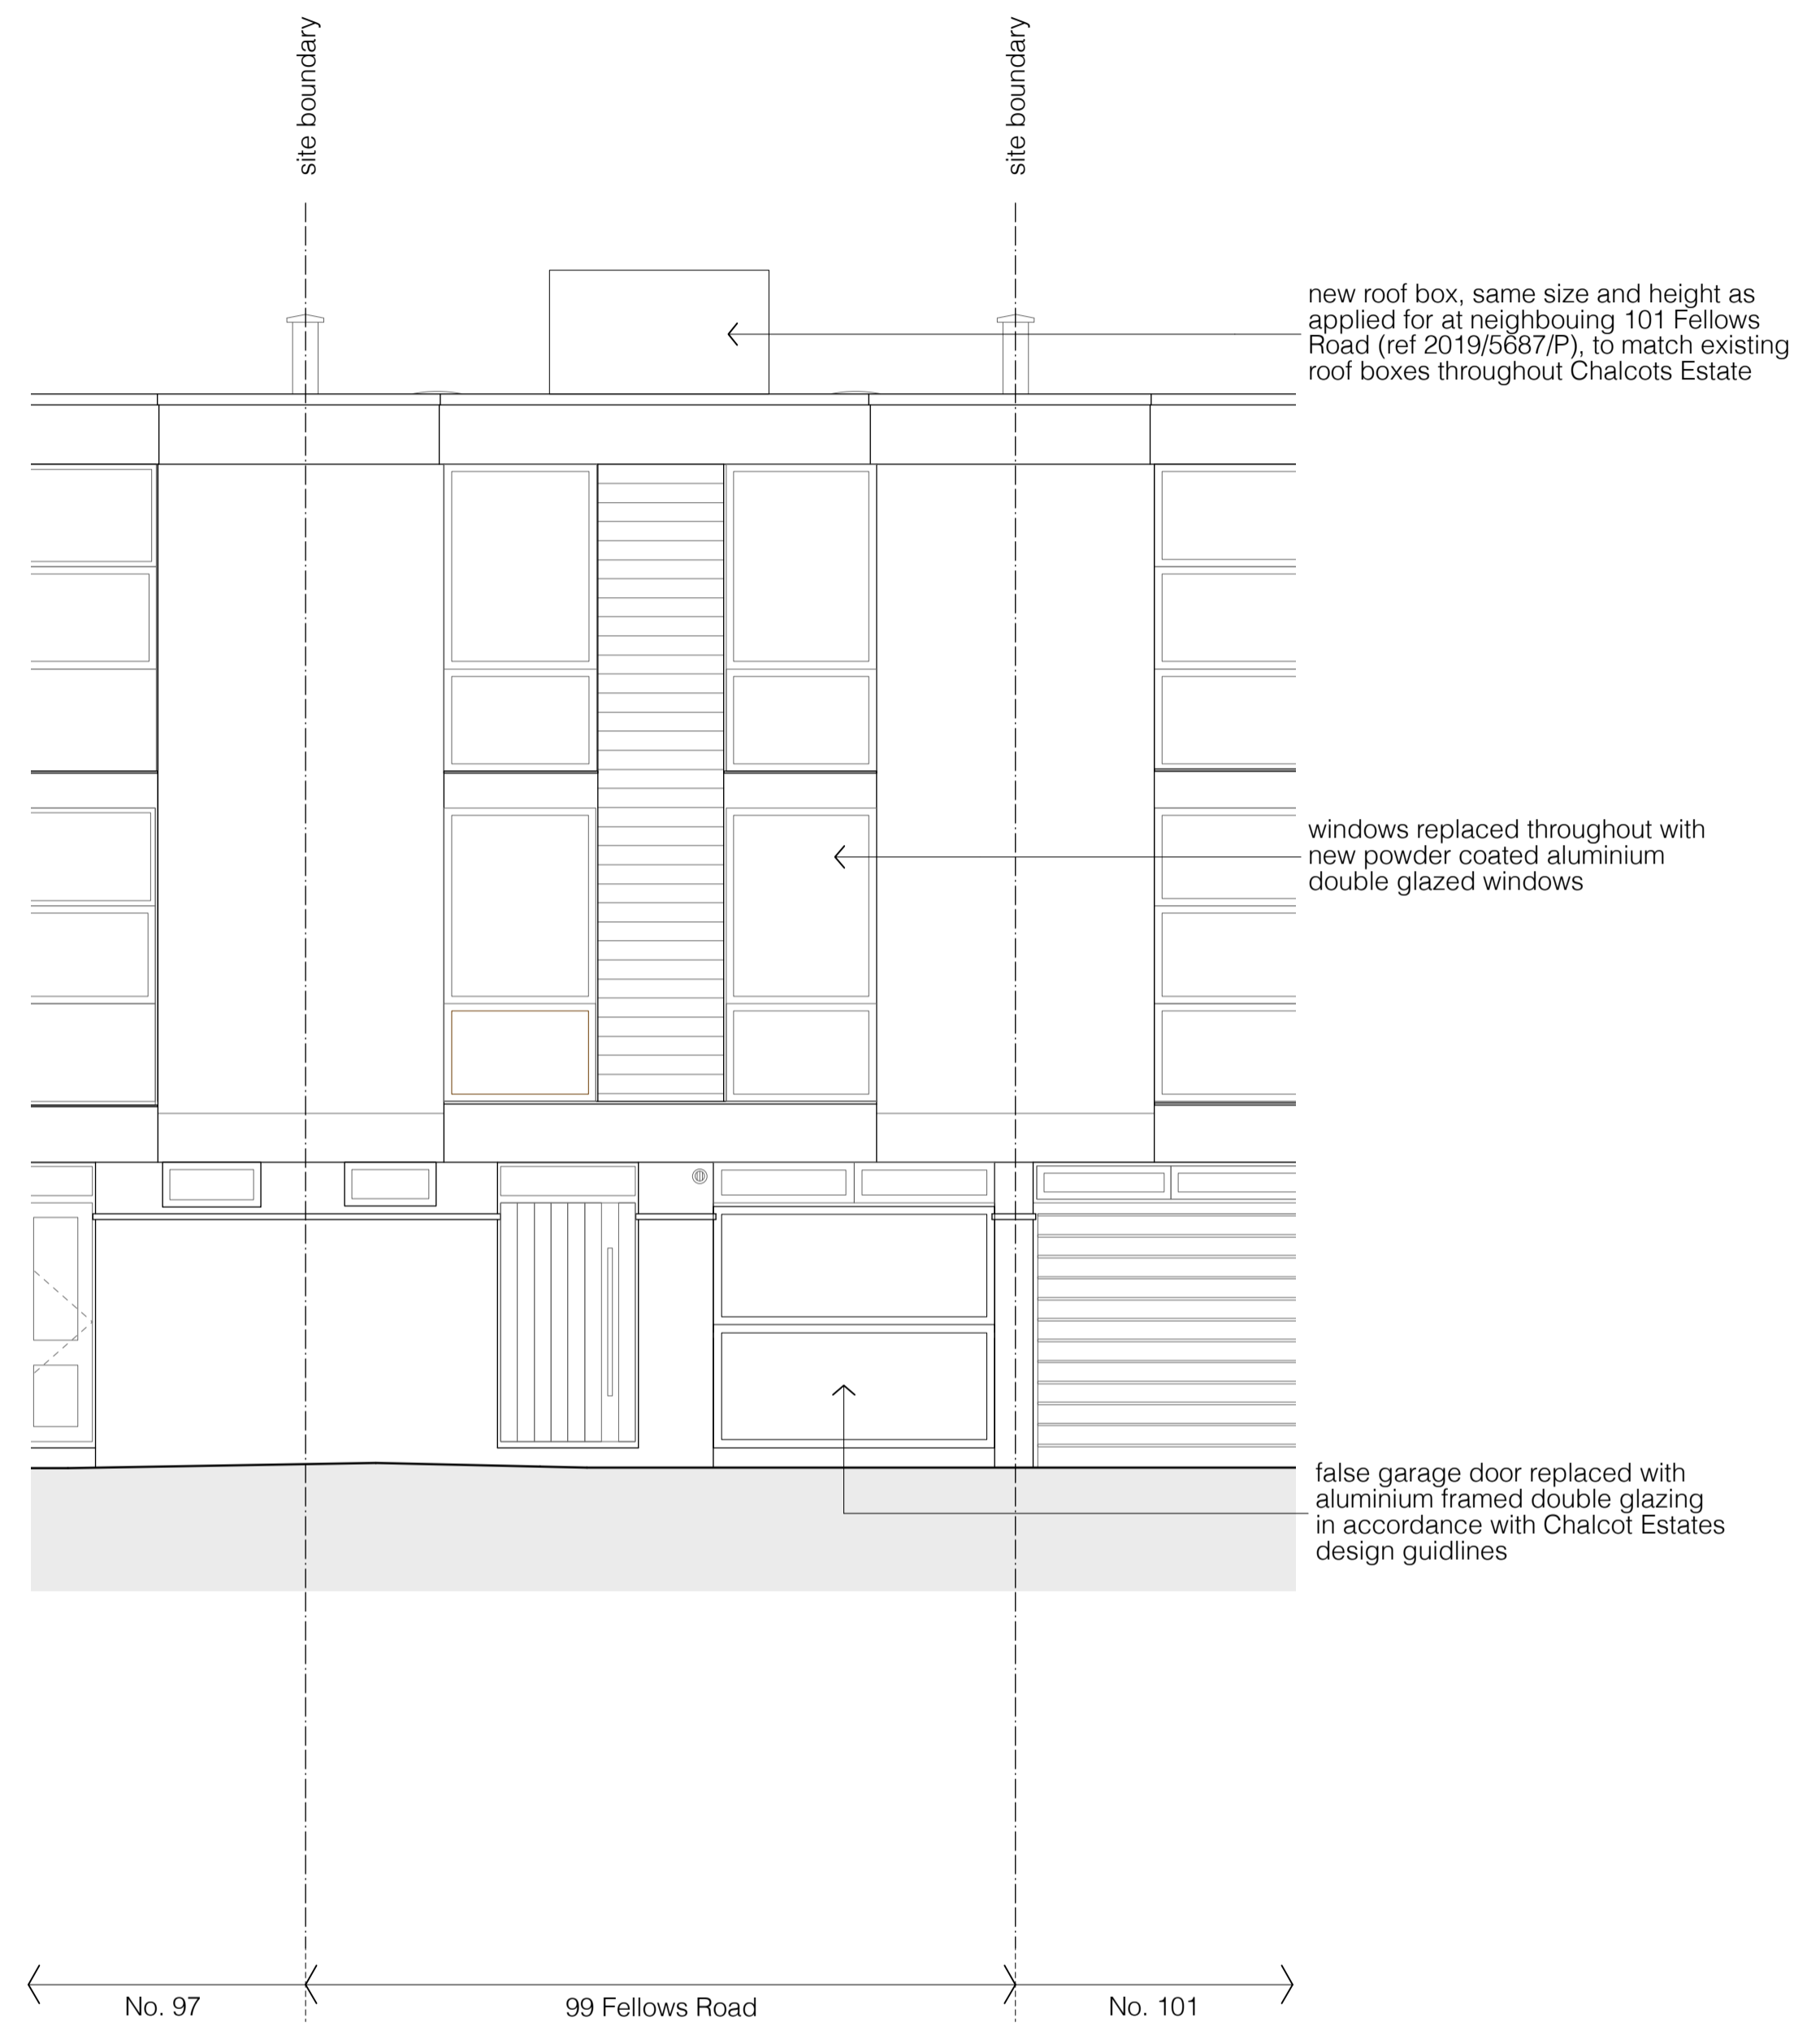 site boundary
site boundary
new roof box, same size and height as
applied for at neighbouing 101 Fellows
Road (ref 2019/5687/P), to match existing
roof boxes throughout Chalcots Estate
windows replaced throughout with
new powder coated aluminium
double glazed windows
false garage door replaced with
aluminium framed double glazing
in accordance with Chalcot Estates
design guidlines
No. 97
99 Fellows Road
No. 101